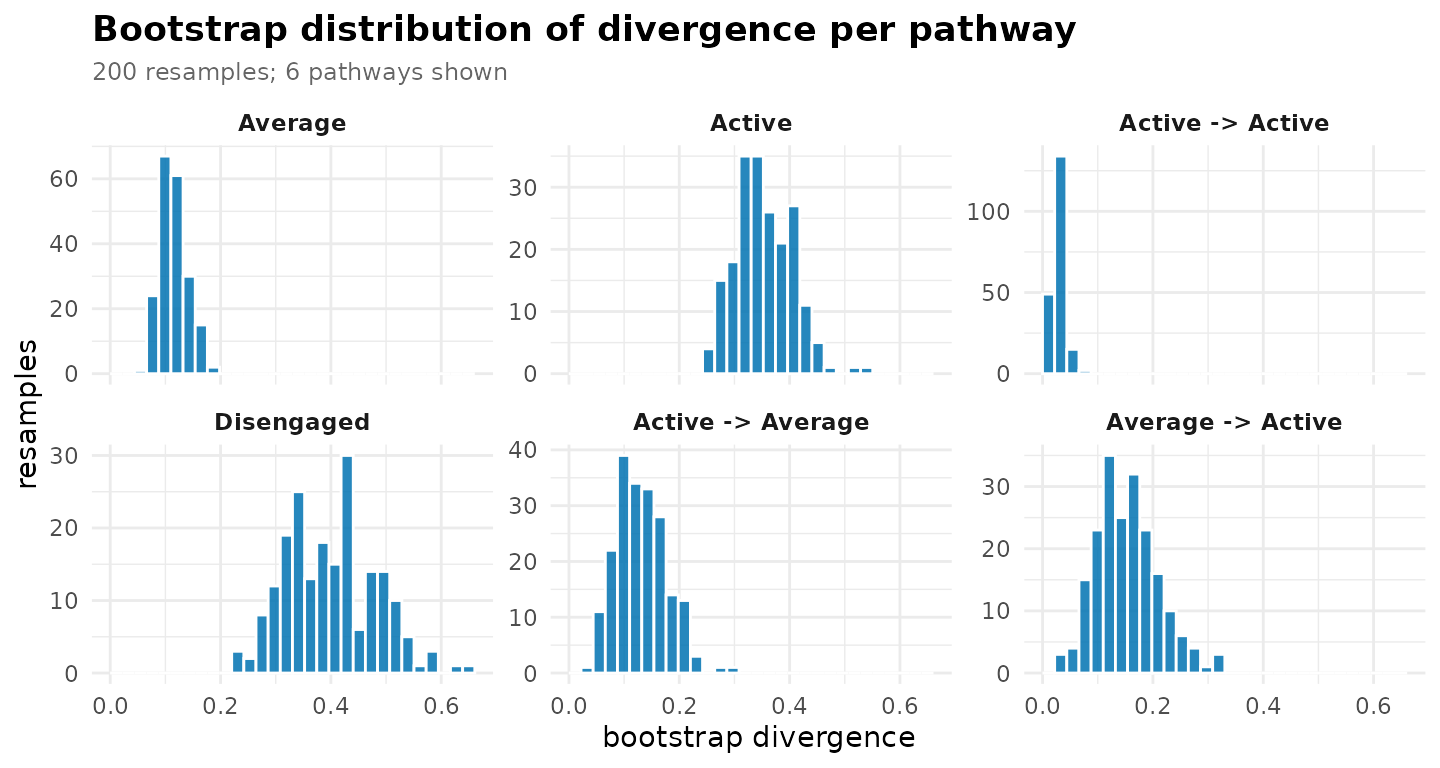 Bootstrap distribution of divergence per pathway
200 resamples; 6 pathways shown
Average
Active
Active -> Active
60
40
20
0
30
20
10
0
100
50
0
resamples
Disengaged
Active -> Average
Average -> Active
30
20
10
0
40
30
20
10
0
30
20
10
0
0.0 0.2 0.4 0.6
0.0 0.2 0.4 0.6
0.0 0.2 0.4 0.6
bootstrap divergence